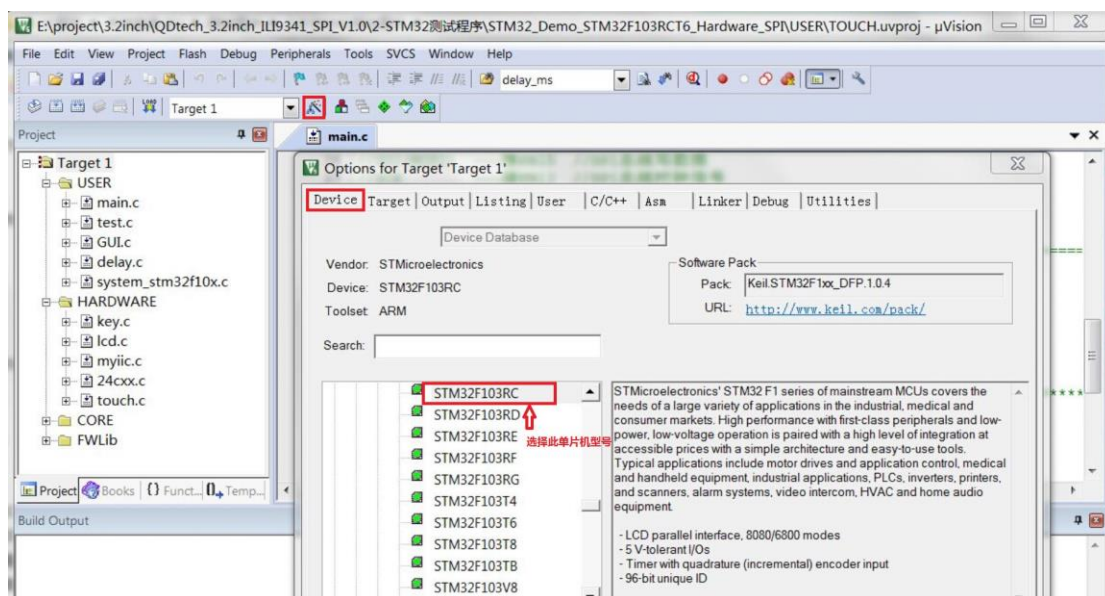 E:\project\3.2inch\QDtech_3.2inch_ILI9341_SPI_V1.0\2-STM32测试程序\STM32_Demo_STM32F103RCT6_Hardware_SPI\USER\TOUCH.uvproj - µVision
File Edit View Project Flash Debug Peripherals Tools SVCS Window Help
delay_ms
Target 1
Project
main.c
Target 1
USER
main.c
test.c
GUI.c
delay.c
system_stm32f10x.c
HARDWARE
key.c
lcd.c
myiic.c
24cxx.c
touch.c
CORE
FWLib
Project Books {} Funct... 0 Temp...
Build Output
Options for Target 'Target 1'
Device Target Output Listing User C/C++ Asm Linker Debug Utilities
Device Database
Vendor: STMicroelectronics
Device: STM32F103RC
Toolset: ARM
Search:
Software Pack
Pack: Keil.STM32F1xx_DFP.1.0.4
URL: http://www.keil.com/pack/
STM32F103RC
STM32F103RD
STM32F103RE
选择此单片机型号
STM32F103RF
STM32F103RG
STM32F103T4
STM32F103T6
STM32F103T8
STM32F103TB
STM32F103V8
STMicroelectronics' STM32 F1 series of mainstream MCUs covers the
needs of a large variety of applications in the industrial, medical and
consumer markets. High performance with first-class peripherals and low-
power, low-voltage operation is paired with a high level of integration at
accessible prices with a simple architecture and easy-to-use tools.
Typical applications include motor drives and application control, medical
and handheld equipment, industrial applications, PLCs, inverters, printers,
and scanners, alarm systems, video intercom, HVAC and home audio
equipment.
- LCD parallel interface, 8080/6800 modes
- 5 V-tolerant I/Os
- Timer with quadrature (incremental) encoder input
- 96-bit unique ID
====
****